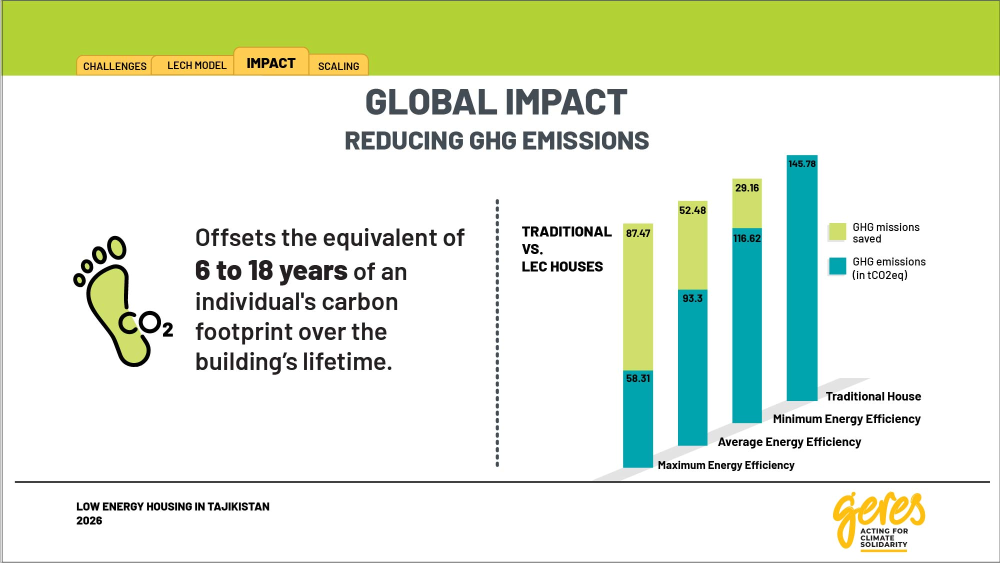 CHALLENGES
LECH MODEL
IMPACT
SCALING
GLOBAL IMPACT
REDUCING GHG EMISSIONS
CO2
Offsets the equivalent of
6 to 18 years of an
individual's carbon
footprint over the
building’s lifetime.
TRADITIONAL
VS.
LEC HOUSES
87.47
58.31
52.48
93.3
29.16
116.62
145.78
GHG missions
saved
GHG emissions
(in tCO2eq)
Traditional House
Minimum Energy Efficiency
Average Energy Efficiency
Maximum Energy Efficiency
LOW ENERGY HOUSING IN TAJIKISTAN
2026
geres
ACTING FOR
CLIMATE
SOLIDARITY